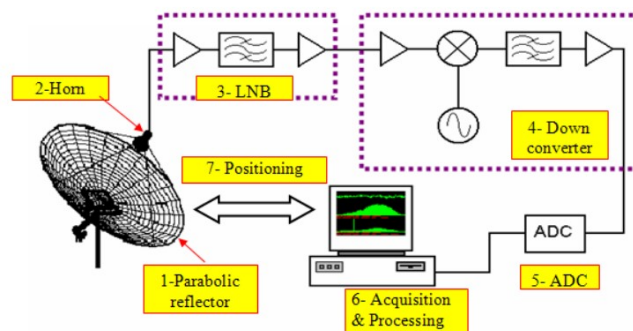 2-Horn
3- LNB
4- Down
converter
7- Positioning
ADC
1-Parabolic
reflector
6- Acquisition
& Processing
5- ADC